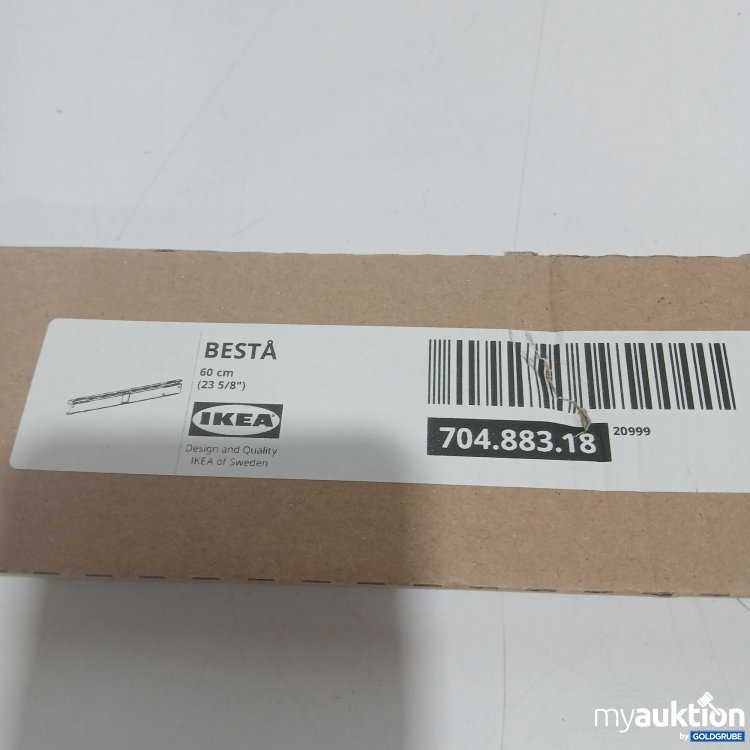 BESTÅ
60 cm
(23 5/8")
IKEA
Design and Quality
IKEA of Sweden
704.883.18
20999
myauktion
by GOLDGRUBE